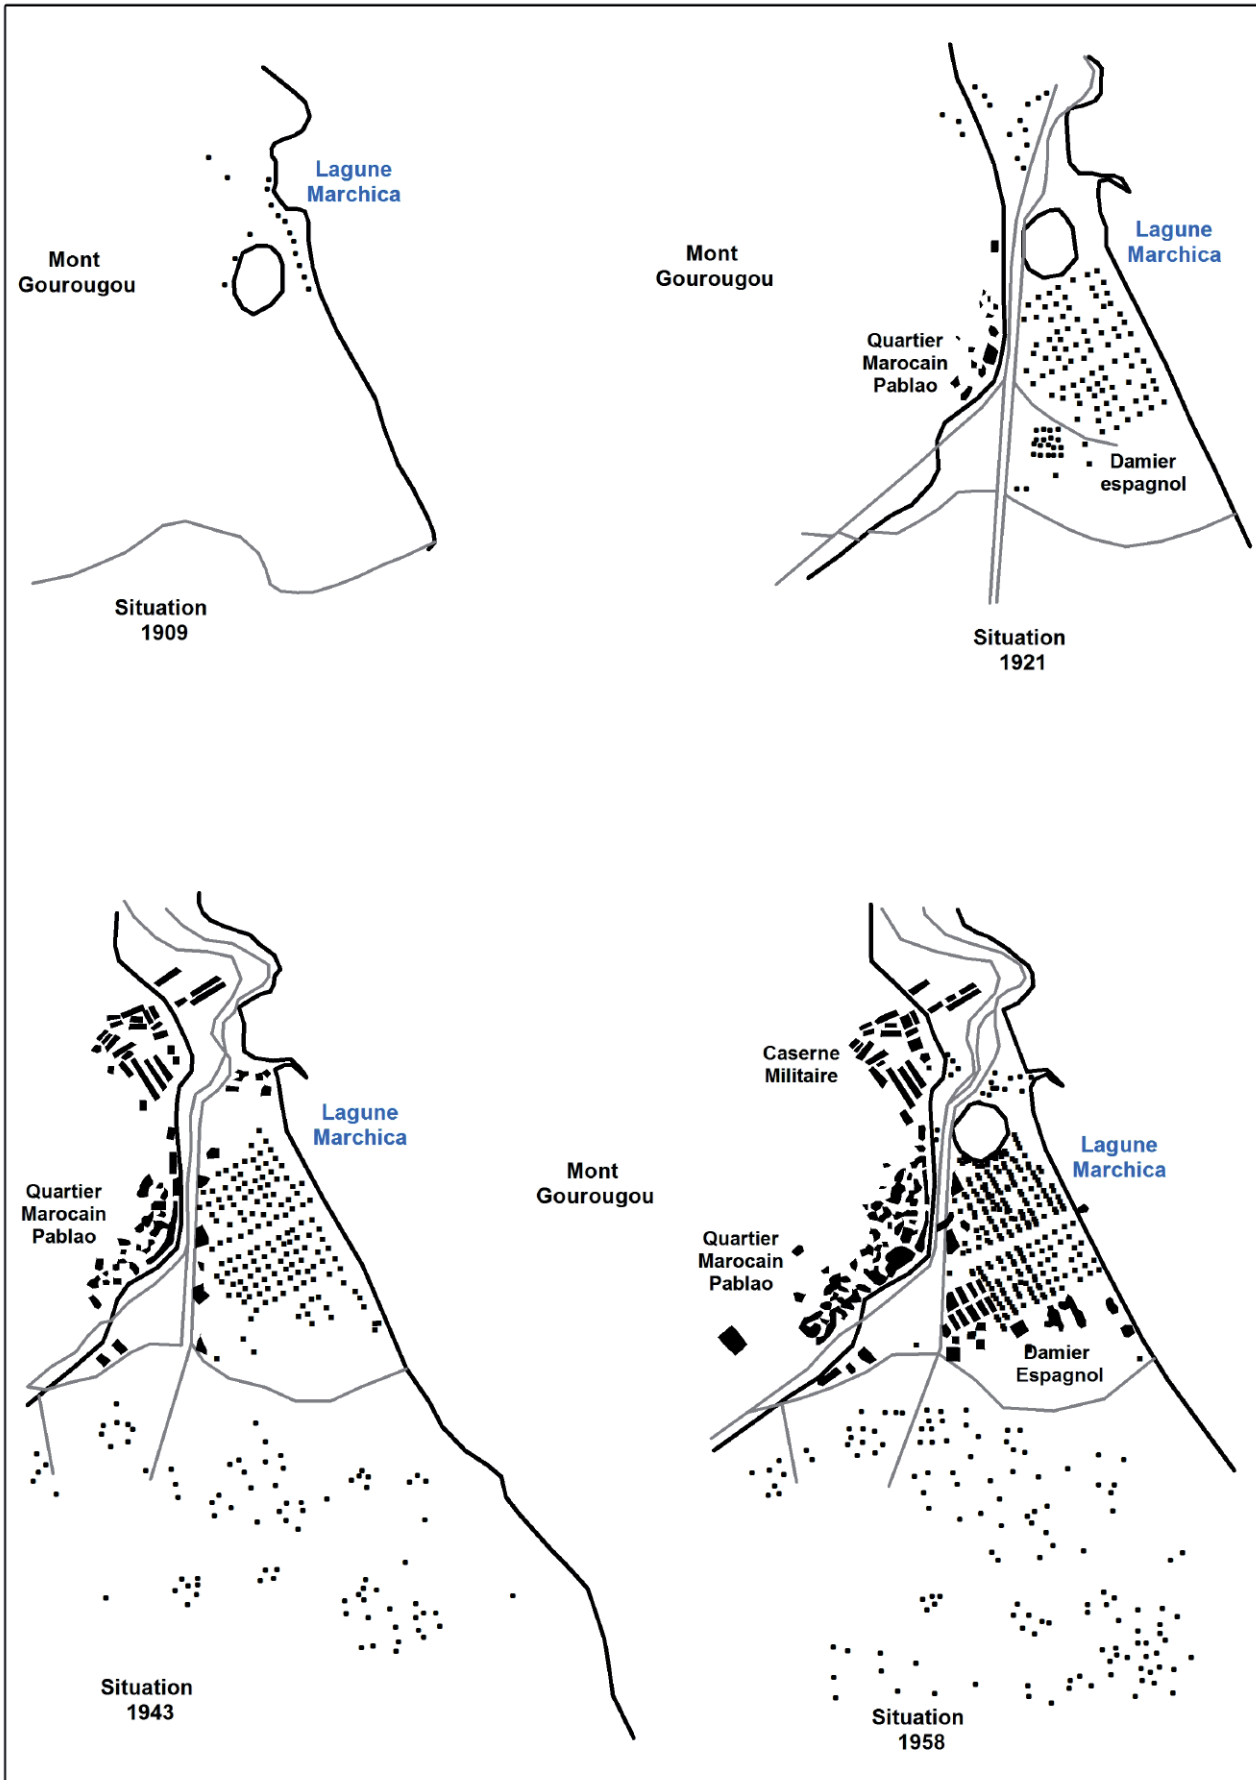 Lagune
Marchica
Mont
Gourougou
Situation
1909
Lagune
Marchica
Mont
Gourougou
Quartier
Marocain
Pablao
Damier
espagnol
Situation
1921
Lagune
Marchica
Quartier
Marocain
Pablao
Situation
1943
Caserne
Militaire
Lagune
Marchica
Mont
Gourougou
Quartier
Marocain
Pablao
Damier
Espagnol
Situation
1958